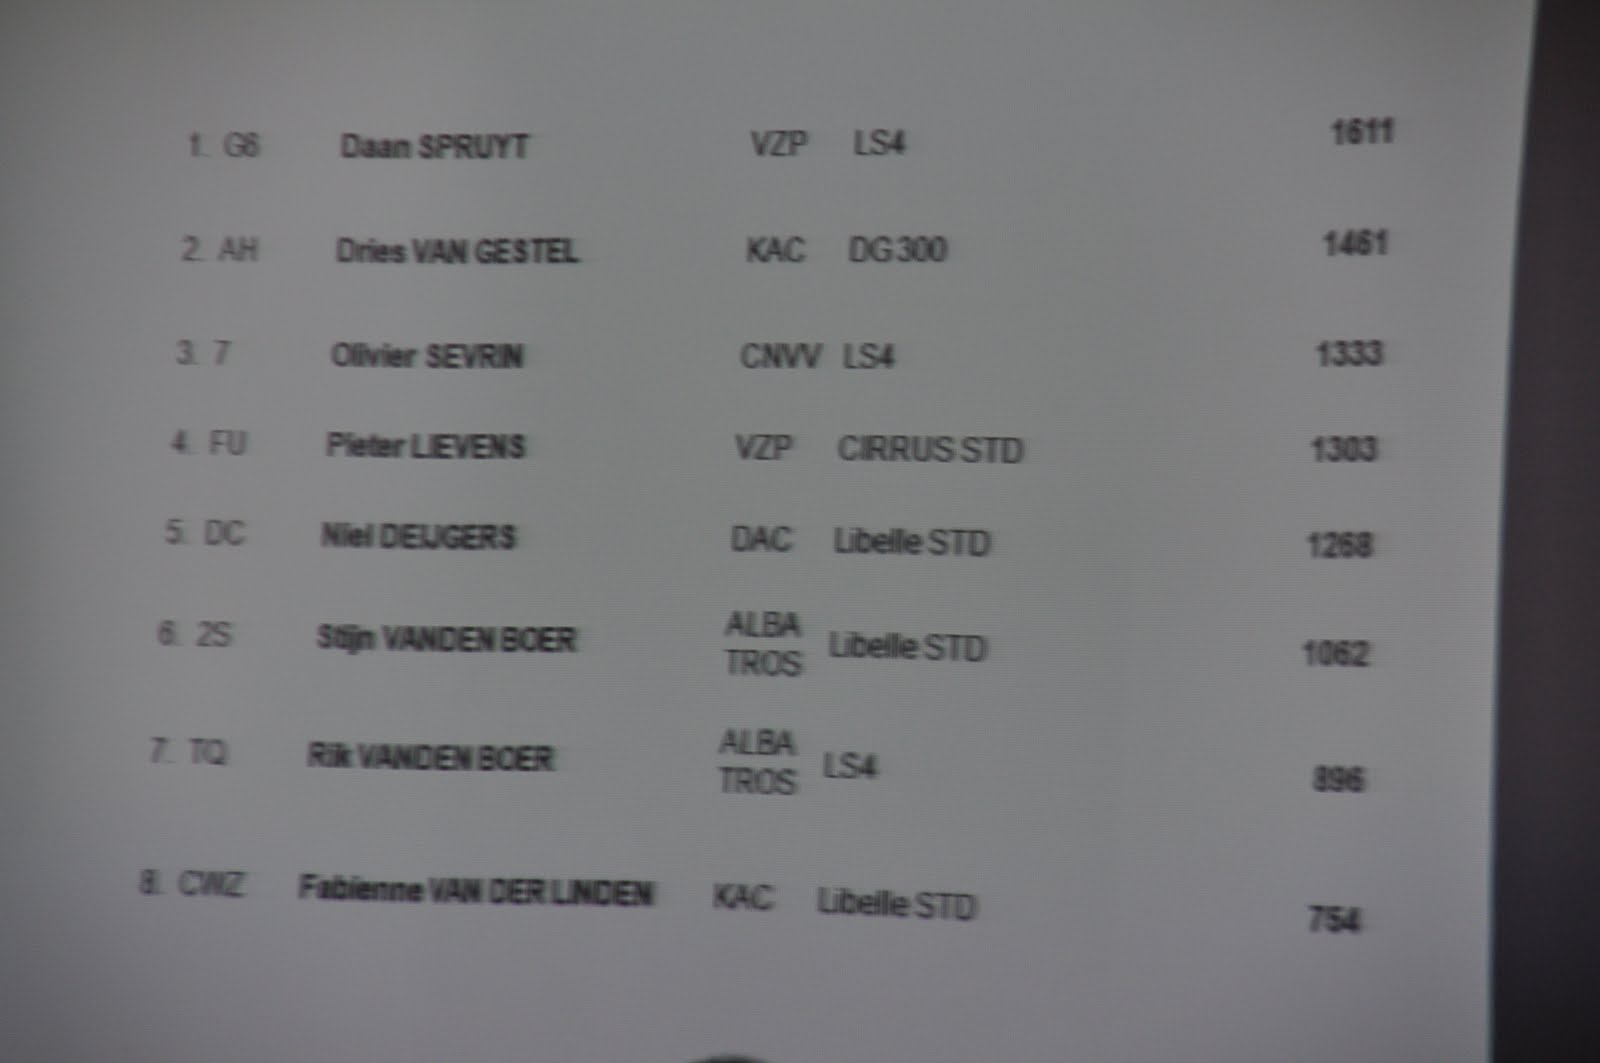 1. G6 Daan SPRUYT VZP LS4 1611
2. AH Dries VAN GESTEL KAC DG300 1461
3. 7 Olivier SEVRIN CNVV LS4 1333
4. FU Pieter LIEVENS VZP CIRRUS STD 1303
5. DC Niel DEIJGERS DAC Libelle STD 1268
6. 2S Stijn VANDEN BOER ALBA TROS Libelle STD 1062
7. TQ Rik VANDEN BOER ALBA TROS LS4 896
8. CWZ Fabienne VAN DER LINDEN KAC Libelle STD 754